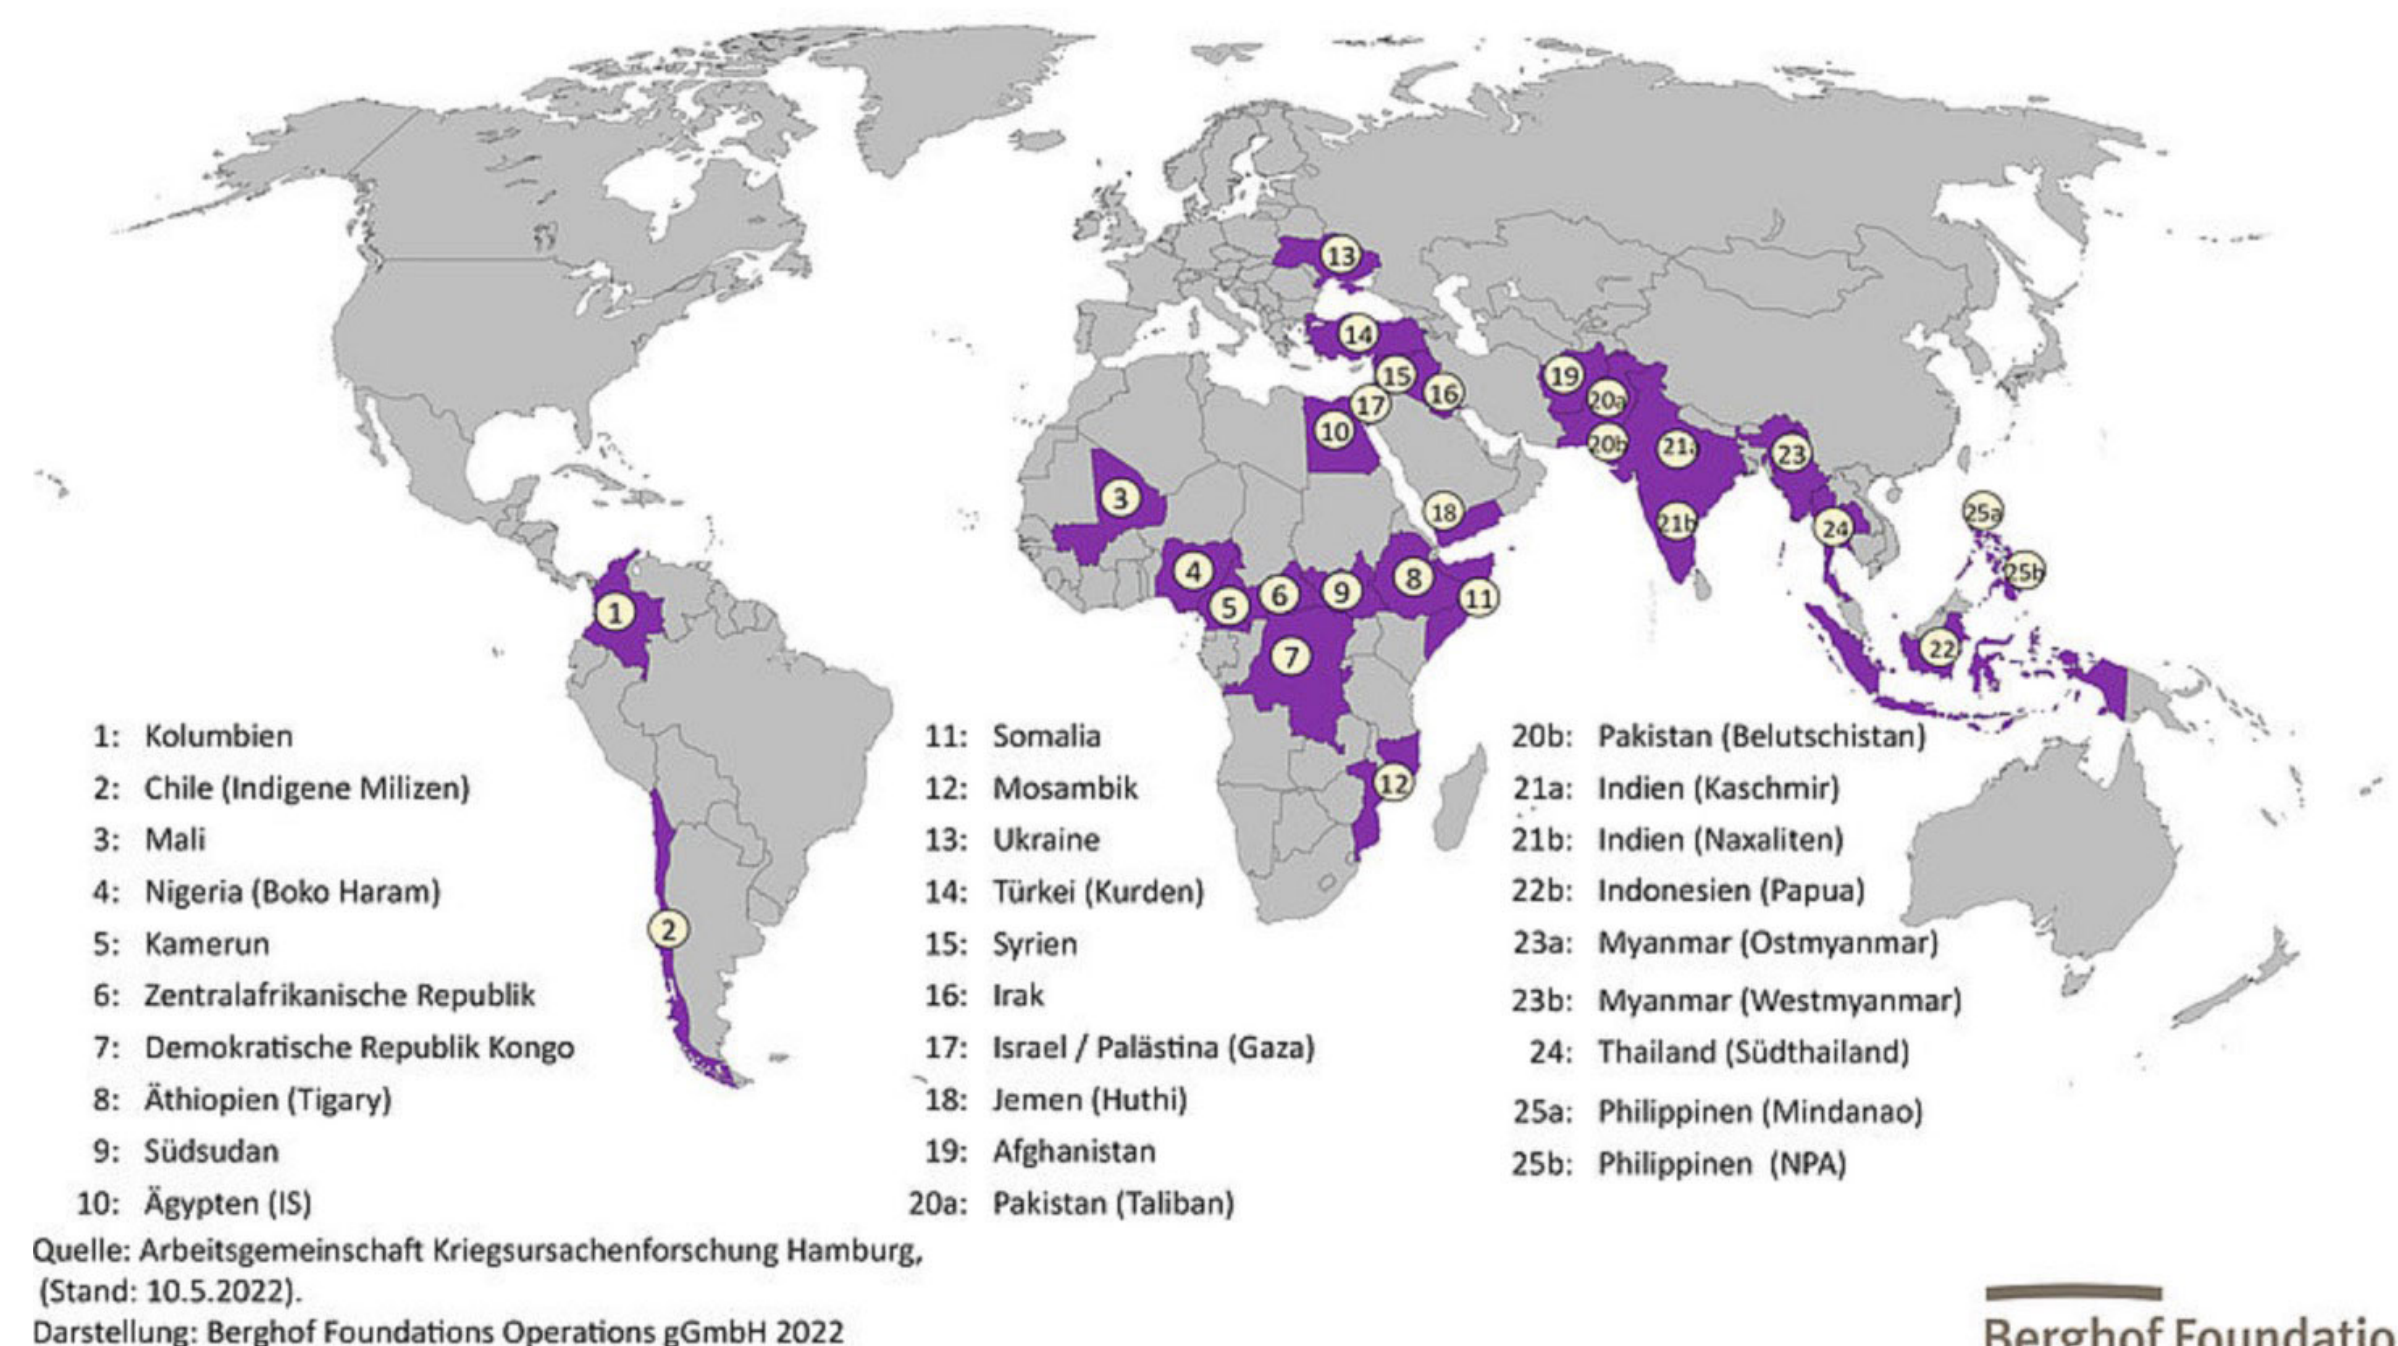 13
14
15
16
17
10
19
20a
20b
21a
23
3
18
21b
24
25a
25b
4
5
6
9
8
11
1
7
22
12
2
1: Kolumbien
2: Chile (Indigene Milizen)
3: Mali
4: Nigeria (Boko Haram)
5: Kamerun
6: Zentralafrikanische Republik
7: Demokratische Republik Kongo
8: Äthiopien (Tigary)
9: Südsudan
10: Ägypten (IS)
11: Somalia
12: Mosambik
13: Ukraine
14: Türkei (Kurden)
15: Syrien
16: Irak
17: Israel / Palästina (Gaza)
18: Jemen (Huthi)
19: Afghanistan
20a: Pakistan (Taliban)
20b: Pakistan (Belutschistan)
21a: Indien (Kaschmir)
21b: Indien (Naxaliten)
22b: Indonesien (Papua)
23a: Myanmar (Ostmyanmar)
23b: Myanmar (Westmyanmar)
24: Thailand (Südthailand)
25a: Philippinen (Mindanao)
25b: Philippinen (NPA)
Quelle: Arbeitsgemeinschaft Kriegsursachenforschung Hamburg,
(Stand: 10.5.2022).
Darstellung: Berghof Foundations Operations gGmbH 2022
Berghof Foundatio